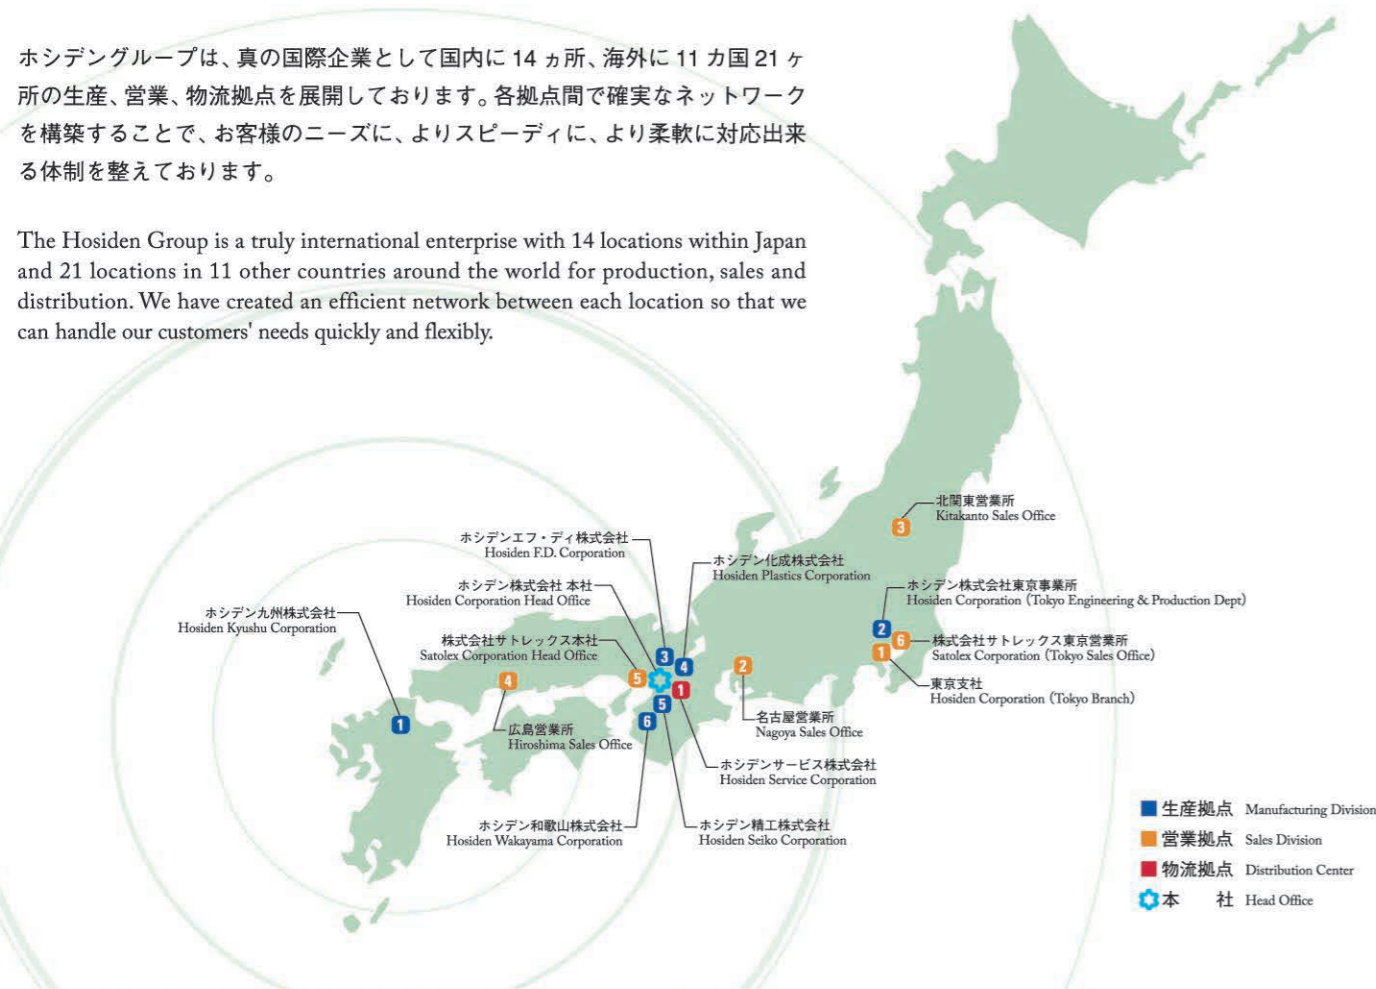 ホシデングループは、真の国際企業として国内に 14 ヵ所、海外に 11 カ国 21 ヶ
所の生産、営業、物流拠点を展開しております。各拠点間で確実なネットワーク
を構築することで、お客様のニーズに、よりスピーディに、より柔軟に対応出来
る体制を整えております。
The Hosiden Group is a truly international enterprise with 14 locations within Japan
and 21 locations in 11 other countries around the world for production, sales and
distribution. We have created an efficient network between each location so that we
can handle our customers' needs quickly and flexibly.
北関東営業所
Kitakanto Sales Office
3
ホシデンエフ・ディ株式会社
Hosiden F.D. Corporation
ホシデン化成株式会社
Hosiden Plastics Corporation
ホシデン株式会社 本社
Hosiden Corporation Head Office
ホシデン株式会社東京事業所
Hosiden Corporation (Tokyo Engineering & Production Dept)
ホシデン九州株式会社
Hosiden Kyushu Corporation
株式会社サトレックス本社
Satolex Corporation Head Office
2
6
株式会社サトレックス東京営業所
Satolex Corporation (Tokyo Sales Office)
1
3
4
2
5
4
1
東京支社
Hosiden Corporation (Tokyo Branch)
5
6
1
広島営業所
Hiroshima Sales Office
名古屋営業所
Nagoya Sales Office
ホシデンサービス株式会社
Hosiden Service Corporation
ホシデン和歌山株式会社
Hosiden Wakayama Corporation
ホシデン精工株式会社
Hosiden Seiko Corporation
生産拠点 Manufacturing Division
営業拠点 Sales Division
物流拠点 Distribution Center
本 社 Head Office